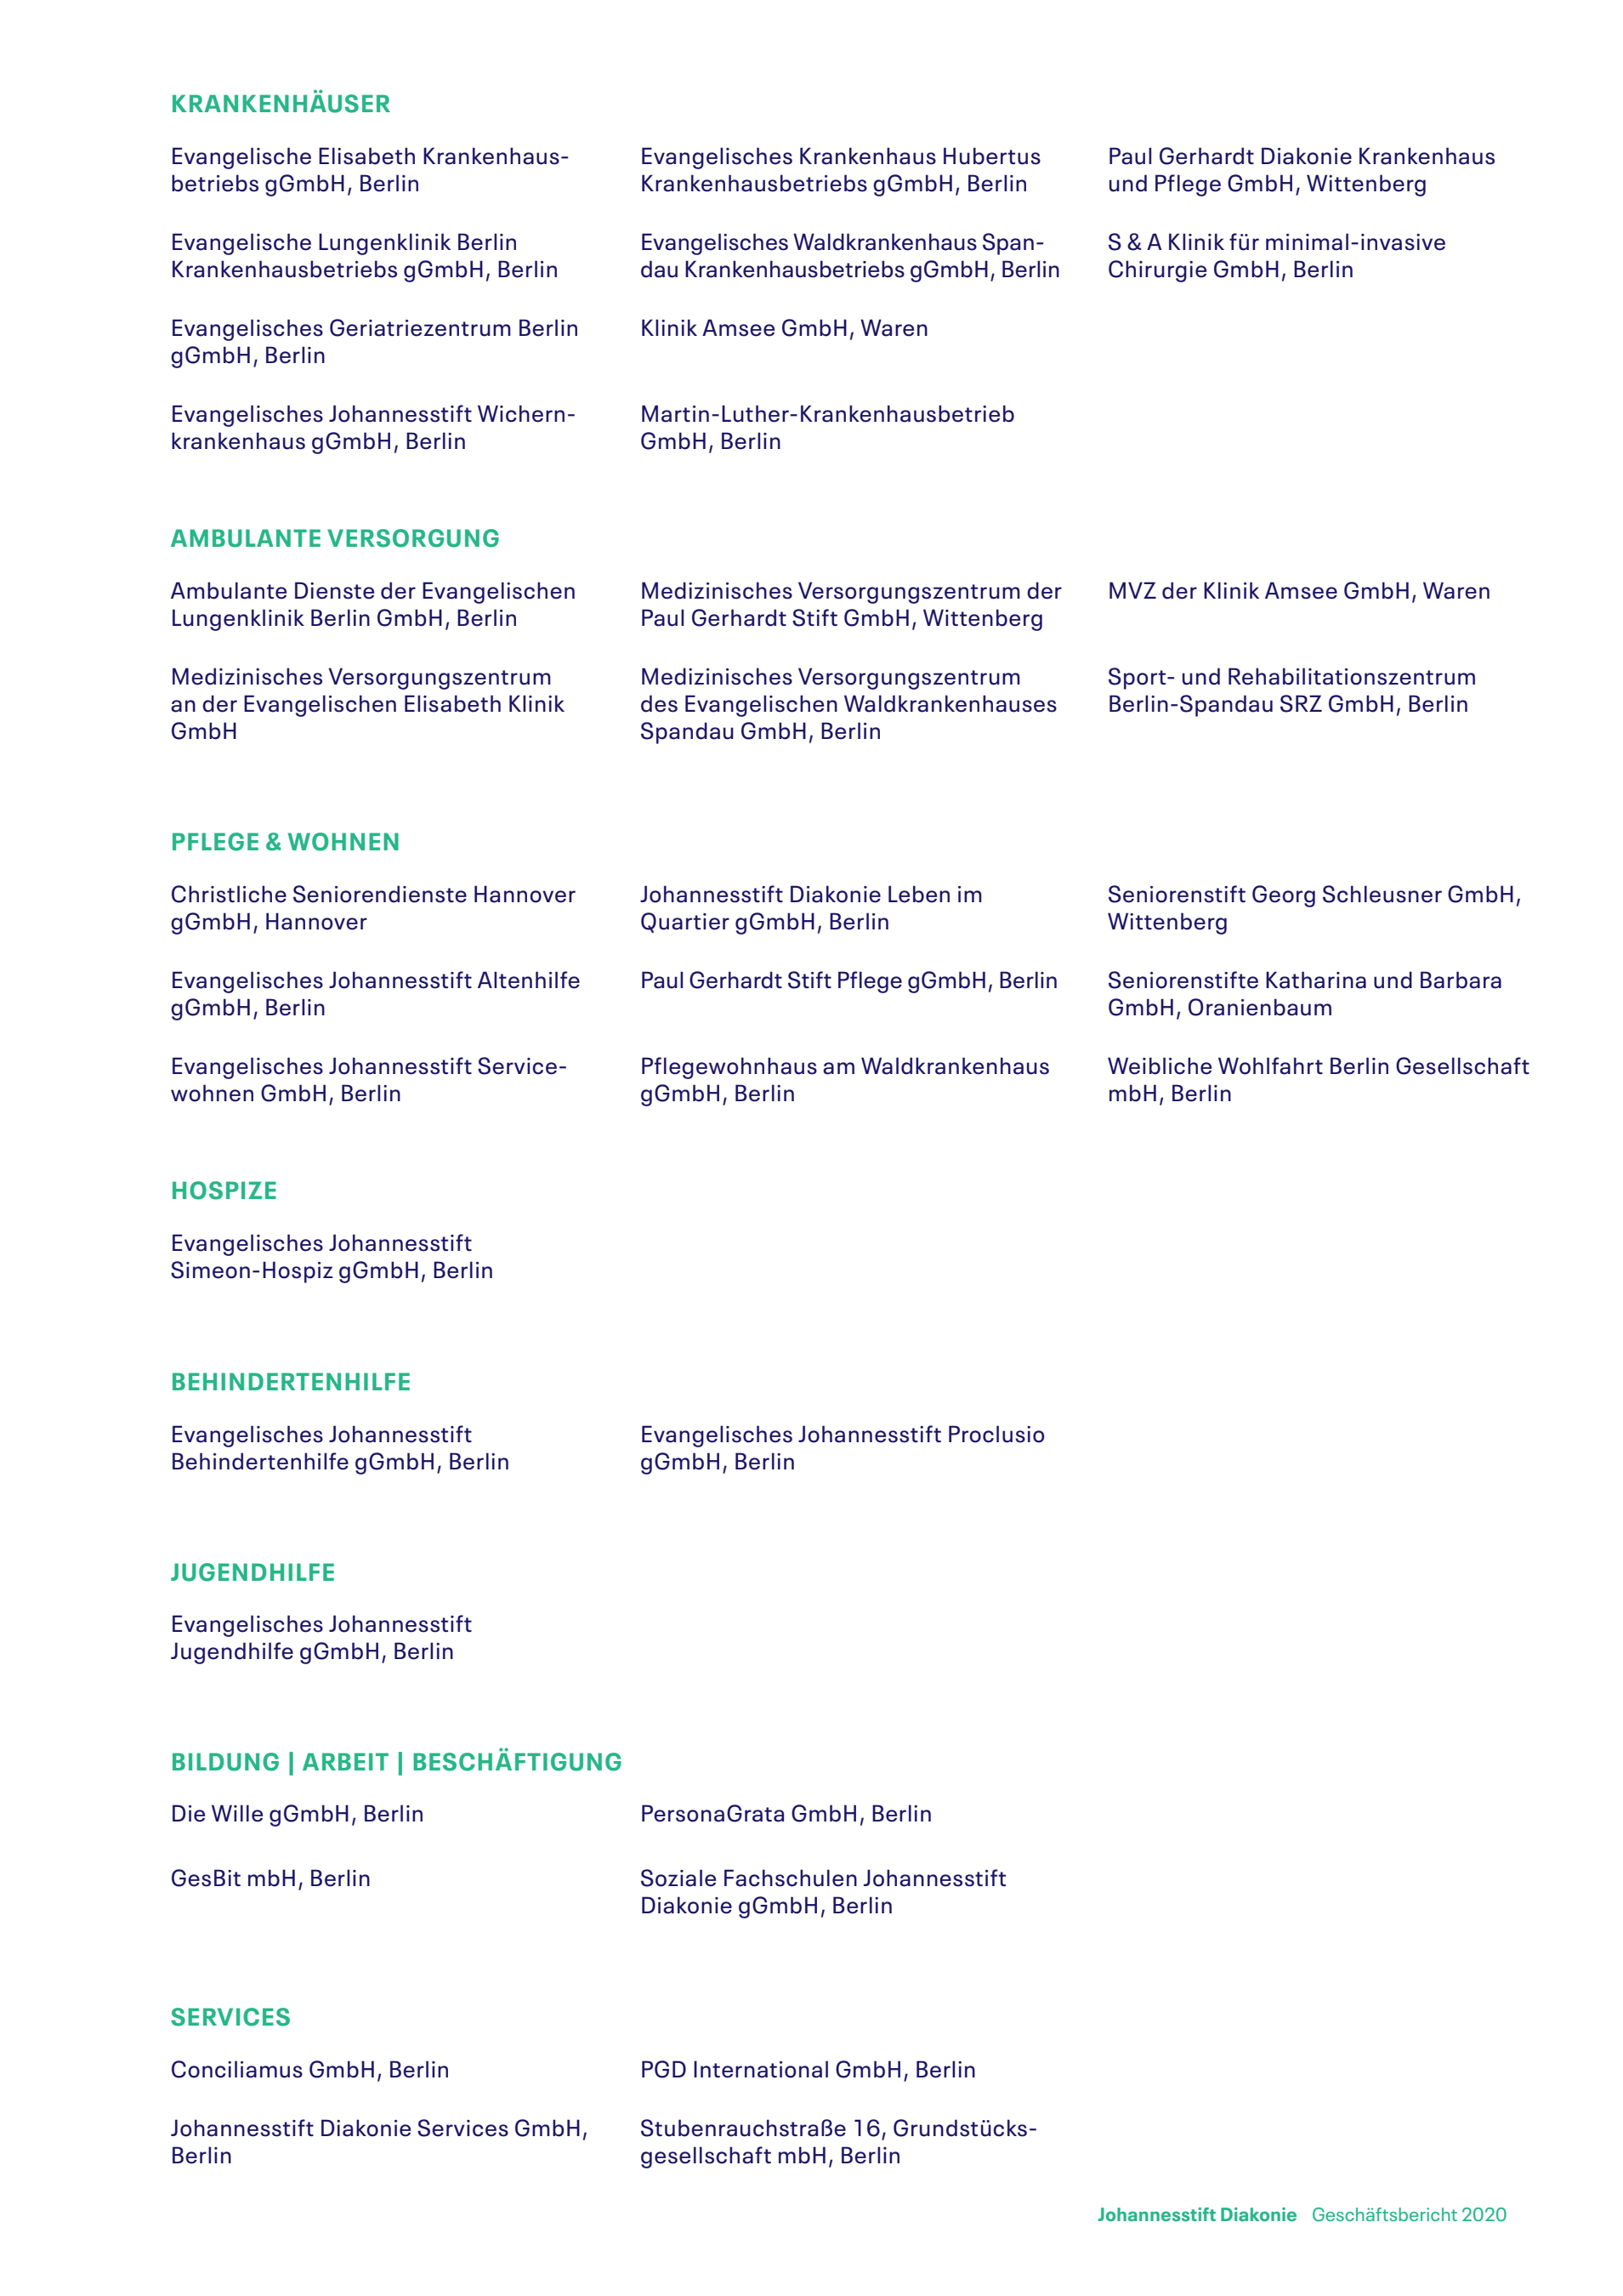 KRANKENHÄUSER
Evangelische Elisabeth Krankenhaus-
betriebs gGmbH, Berlin
Evangelische Lungenklinik Berlin
Krankenhausbetriebs gGmbH, Berlin
Evangelisches Geriatriezentrum Berlin
gGmbH, Berlin
Evangelisches Johannesstift Wichern-
krankenhaus gGmbH, Berlin
Evangelisches Krankenhaus Hubertus
Krankenhausbetriebs gGmbH, Berlin
Evangelisches Waldkrankenhaus Span-
dau Krankenhausbetriebs gGmbH, Berlin
Klinik Amsee GmbH, Waren
Martin-Luther-Krankenhausbetrieb
GmbH, Berlin
Paul Gerhardt Diakonie Krankenhaus
und Pflege GmbH, Wittenberg
S & A Klinik für minimal-invasive
Chirurgie GmbH, Berlin
AMBULANTE VERSORGUNG
Ambulante Dienste der Evangelischen
Lungenklinik Berlin GmbH, Berlin
Medizinisches Versorgungszentrum
an der Evangelischen Elisabeth Klinik
GmbH
Medizinisches Versorgungszentrum der
Paul Gerhardt Stift GmbH, Wittenberg
Medizinisches Versorgungszentrum
des Evangelischen Waldkrankenhauses
Spandau GmbH, Berlin
MVZ der Klinik Amsee GmbH, Waren
Sport- und Rehabilitationszentrum
Berlin-Spandau SRZ GmbH, Berlin
PFLEGE & WOHNEN
Christliche Seniorendienste Hannover
gGmbH, Hannover
Evangelisches Johannesstift Altenhilfe
gGmbH, Berlin
Evangelisches Johannesstift Service-
wohnen GmbH, Berlin
Johannesstift Diakonie Leben im
Quartier gGmbH, Berlin
Paul Gerhardt Stift Pflege gGmbH, Berlin
Pflegewohnhaus am Waldkrankenhaus
gGmbH, Berlin
Seniorenstift Georg Schleusner GmbH,
Wittenberg
Seniorenstifte Katharina und Barbara
GmbH, Oranienbaum
Weibliche Wohlfahrt Berlin Gesellschaft
mbH, Berlin
HOSPIZE
Evangelisches Johannesstift
Simeon-Hospiz gGmbH, Berlin
BEHINDERTENHILFE
Evangelisches Johannesstift
Behindertenhilfe gGmbH, Berlin
Evangelisches Johannesstift Proclusio
gGmbH, Berlin
JUGENDHILFE
Evangelisches Johannesstift
Jugendhilfe gGmbH, Berlin
BILDUNG | ARBEIT | BESCHÄFTIGUNG
Die Wille gGmbH, Berlin
GesBit mbH, Berlin
PersonaGrata GmbH, Berlin
Soziale Fachschulen Johannesstift
Diakonie gGmbH, Berlin
SERVICES
Conciliamus GmbH, Berlin
Johannesstift Diakonie Services GmbH,
Berlin
PGD International GmbH, Berlin
Stubenrauchstraße 16, Grundstücks-
gesellschaft mbH, Berlin
Johannesstift Diakonie Geschäftsbericht 2020